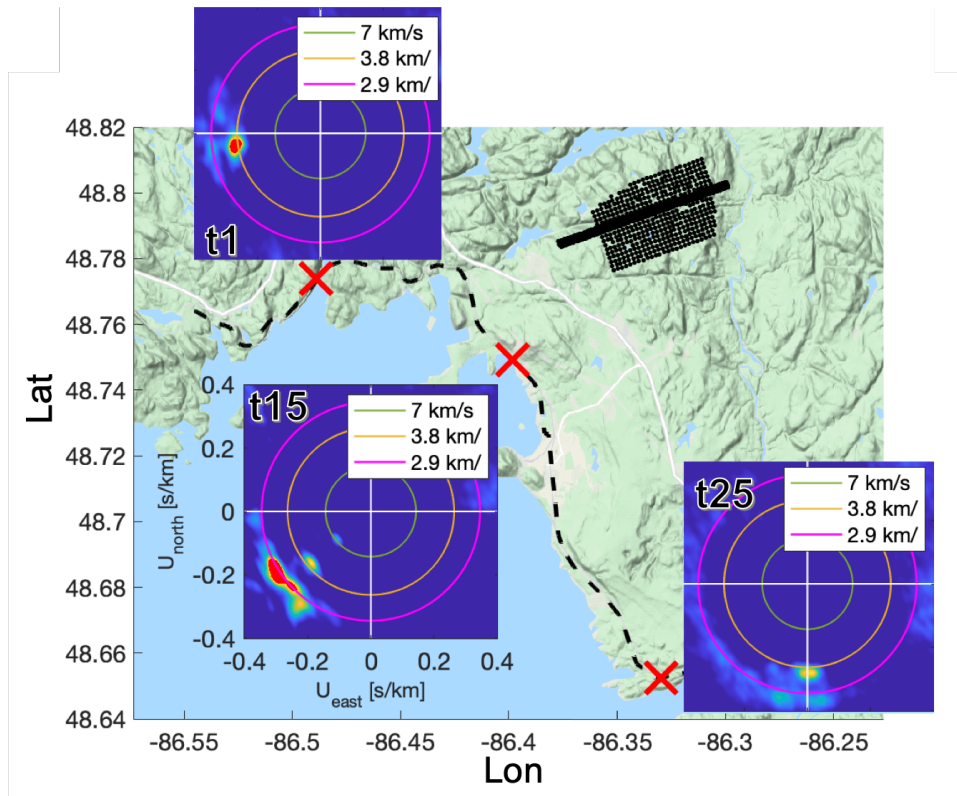 7 km/s
3.8 km/
2.9 km/
t1
48.82
48.8
48.78
48.76
48.74
48.72
48.7
48.68
48.66
48.64
Lat
t15
7 km/s
3.8 km/
2.9 km/
0.4
0.2
0
-0.2
-0.4
U_north [s/km]
-0.4
-0.2
0
0.2
0.4
U_east [s/km]
t25
7 km/s
3.8 km/
2.9 km/
-86.55
-86.5
-86.45
-86.4
-86.35
-86.3
-86.25
Lon